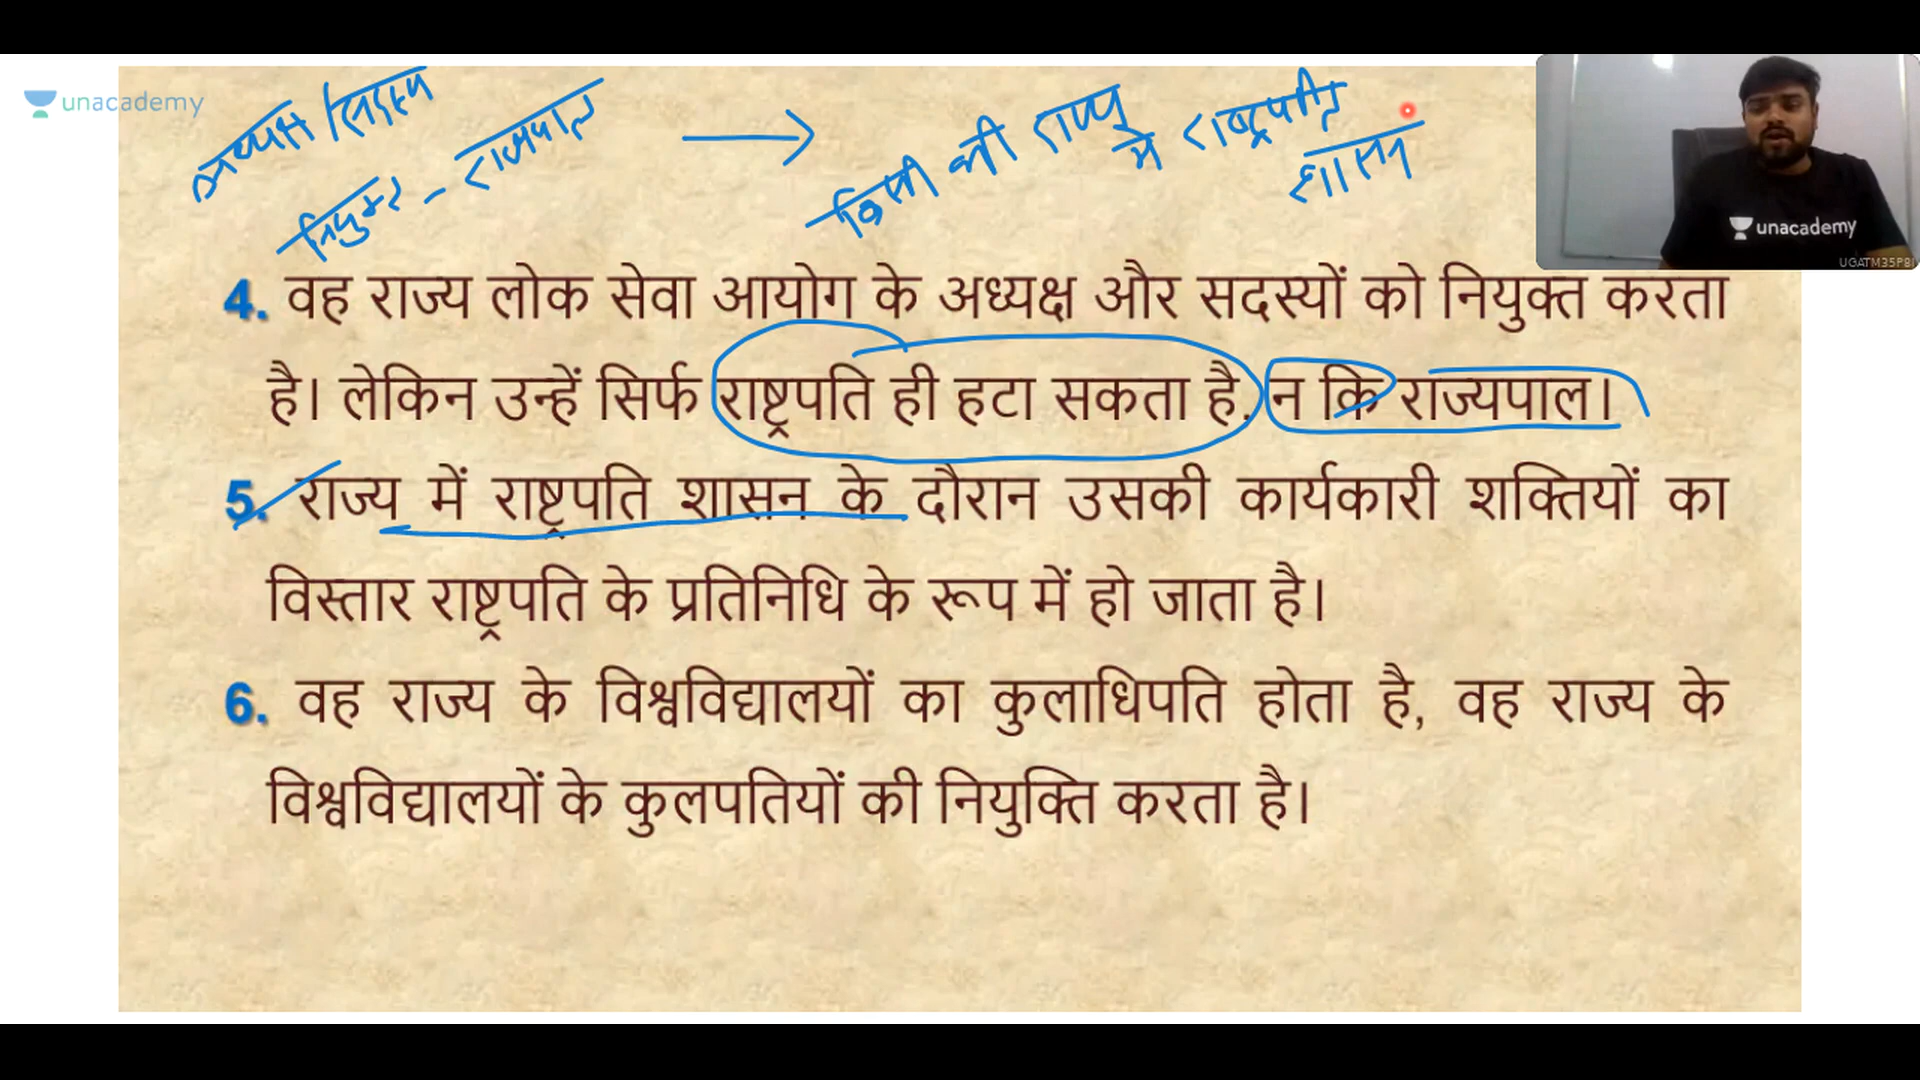 unacademy
अध्यक्ष/सदस्य
नियुक्त - राज्यपाल
किसी भी राज्य में राष्ट्रपति शासन
unacademy
UGATM35P8I
4. वह राज्य लोक सेवा आयोग के अध्यक्ष और सदस्यों को नियुक्त करता
है। लेकिन उन्हें सिर्फ राष्ट्रपति ही हटा सकता है, न कि राज्यपाल।
5. राज्य में राष्ट्रपति शासन के दौरान उसकी कार्यकारी शक्तियों का
विस्तार राष्ट्रपति के प्रतिनिधि के रूप में हो जाता है।
6. वह राज्य के विश्वविद्यालयों का कुलाधिपति होता है, वह राज्य के
विश्वविद्यालयों के कुलपतियों की नियुक्ति करता है।